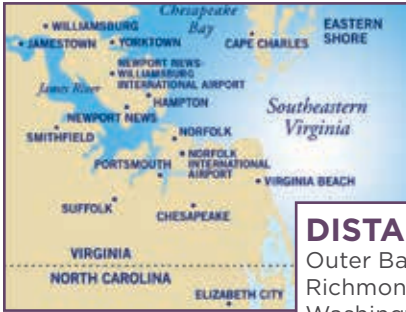 Chesapeake
Bay
WILLIAMSBURG
JAMESTOWN
YORKTOWN
CAPE CHARLES
EASTERN
SHORE
NEWPORT NEWS-
WILLIAMSBURG
INTERNATIONAL AIRPORT
James River
HAMPTON
NEWPORT NEWS
Southeastern
Virginia
SMITHFIELD
NORFOLK
PORTSMOUTH
NORFOLK
INTERNATIONAL
AIRPORT
VIRGINIA BEACH
SUFFOLK
CHESAPEAKE
VIRGINIA
NORTH CAROLINA
ELIZABETH CITY
DISTA
Outer Ba
Richmon
Washing